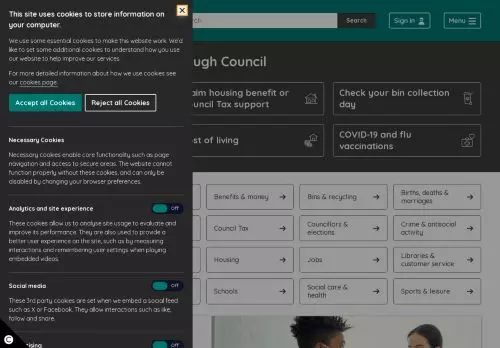 This site uses cookies to store information on
your computer.
We use some essential cookies to make this website work. We'd
like to set some additional cookies to understand how you use
our website to help improve our services.
For more detailed information about how we use cookies see
our cookies page.
Accept all Cookies
Reject all Cookies
Necessary Cookies
Necessary cookies enable core functionality such as page
navigation and access to secure areas. The website cannot
function properly without these cookies, and can only be
disabled by changing your browser preferences.
Analytics and site experience
Off
These cookies allow us to analyse site usage to evaluate and
improve its performance. They are also used to provide a
better user experience on the site, such as by measuring
interactions and remembering user settings when playing
embedded videos.
Social media
Off
These 3rd party cookies are set when we embed a social feed
such as X or Facebook. They allow interactions such as like,
follow and share.
ising
Off
rch
Search
Sign in
Menu
ugh Council
aim housing benefit or
uncil Tax support
Check your bin collection
day
st of living
COVID-19 and flu
vaccinations
Benefits & money
Bins & recycling
Births, deaths &
marriages
Council Tax
Councillors &
elections
Crime & antisocial
activity
Housing
Jobs
Libraries &
customer service
Schools
Social care &
health
Sports & leisure